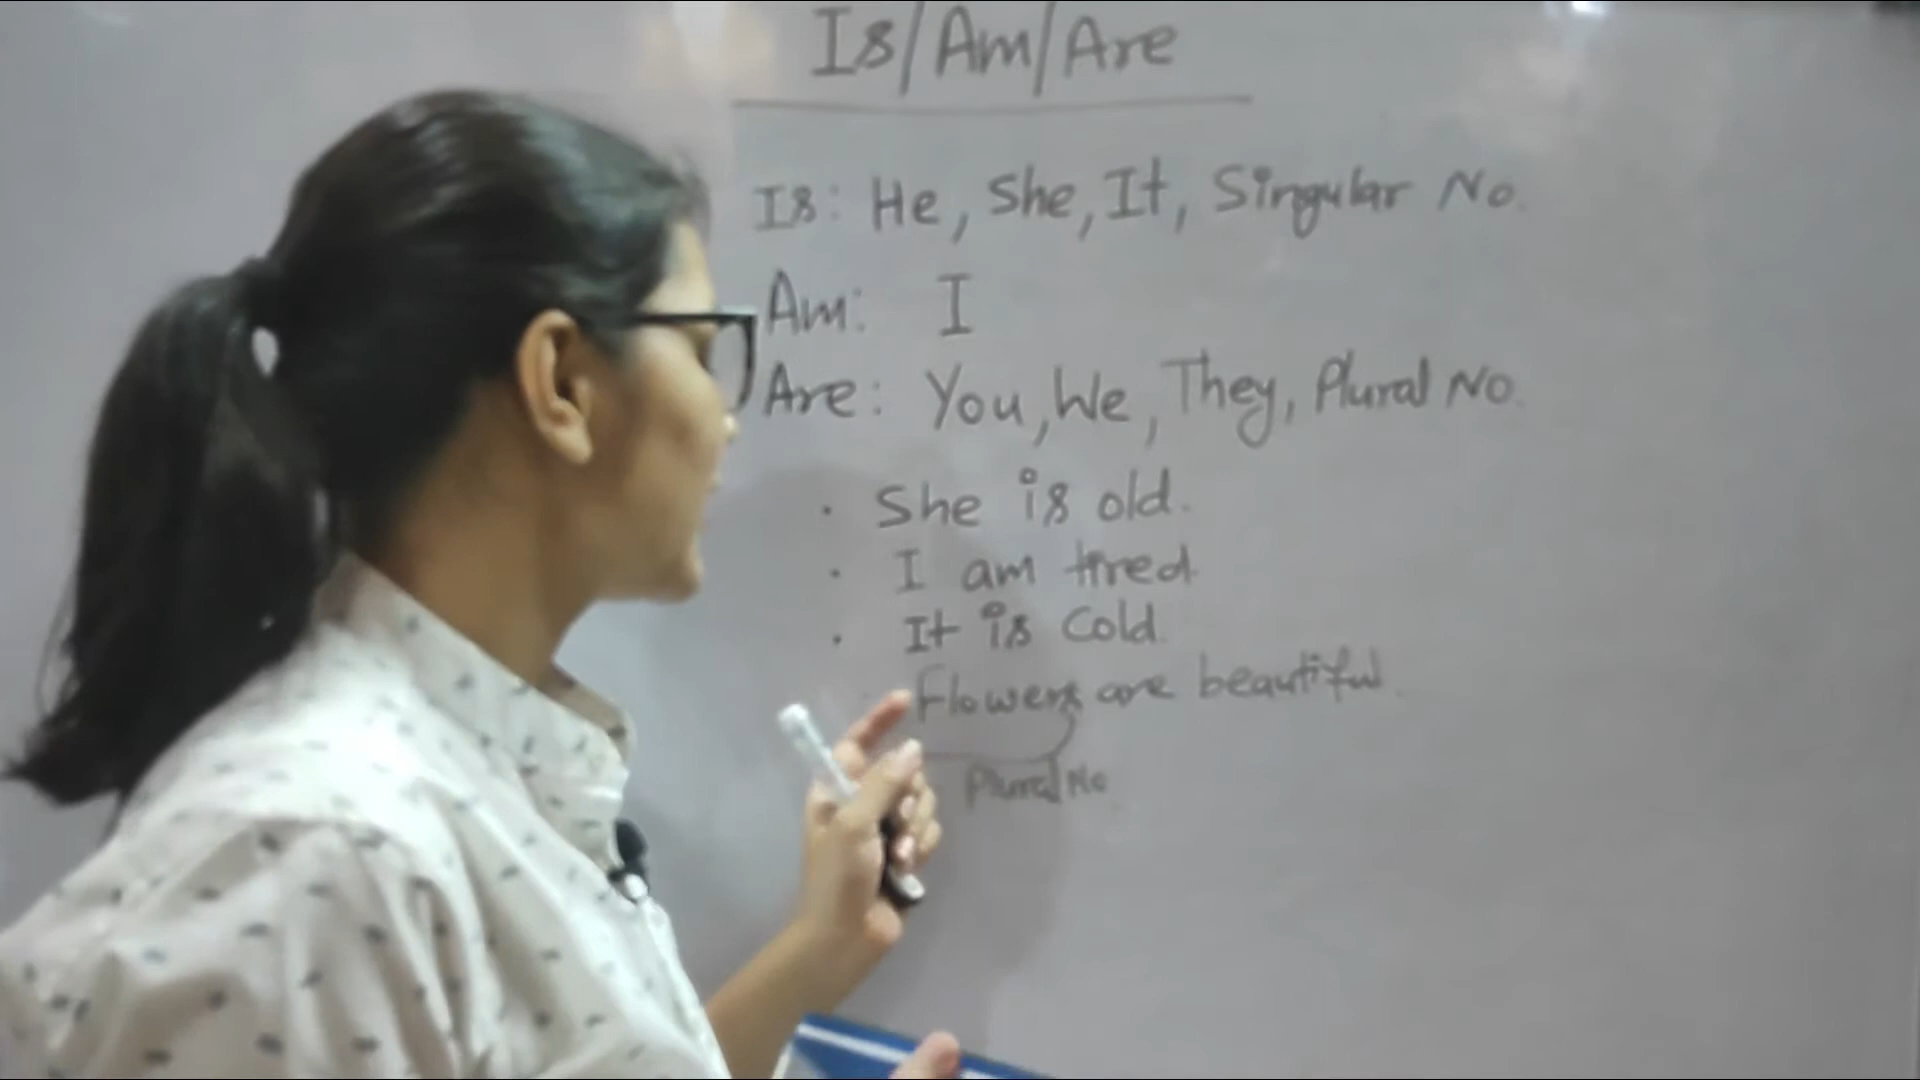 Is/Am/Are
Is: He, She, It, Singular No.
Am: I
Are: You, We, They, Plural No.
· She is old.
· I am tired
· It is cold.
Flowers are beautiful.
Plural No